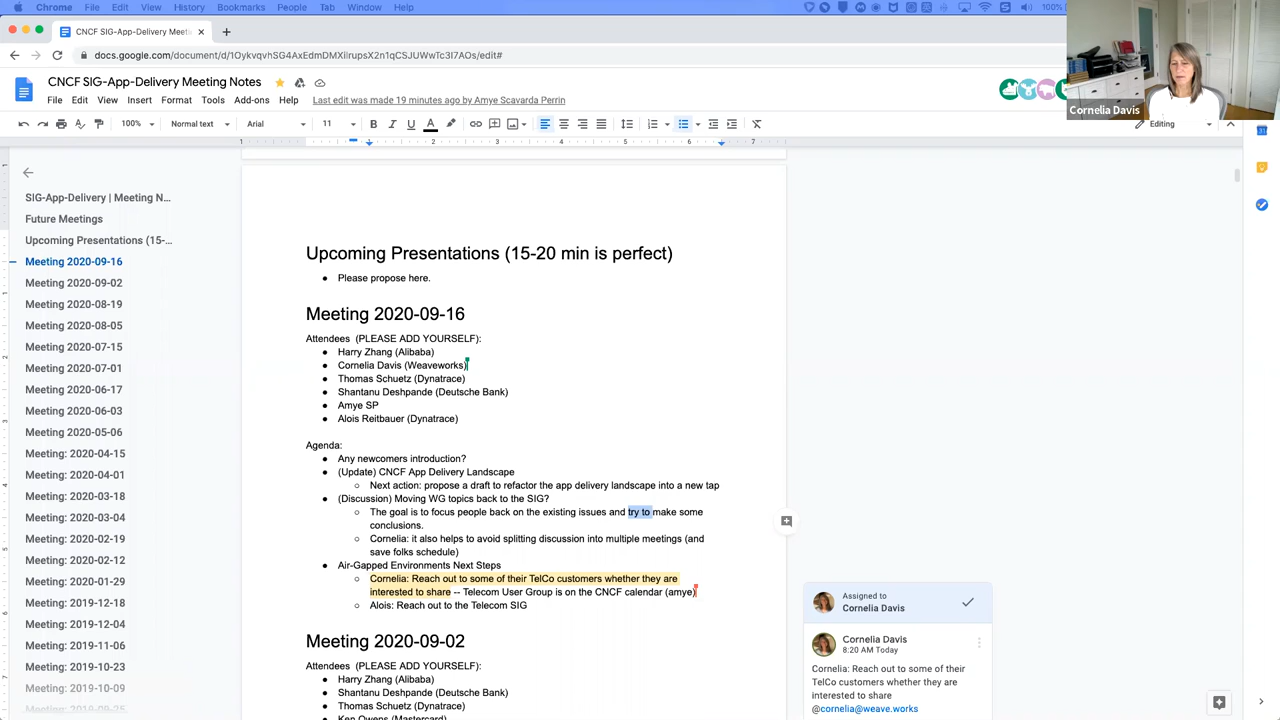 Chrome File Edit View History Bookmarks People Tab Window Help 100%
CNCF SIG-App-Delivery Meeti
docs.google.com/document/d/1OykvqvhSG4AxEdmDMXilrupsX2n1qCSJUWwTc3I7AOs/edit#
CNCF SIG-App-Delivery Meeting Notes
File Edit View Insert Format Tools Add-ons Help Last edit was made 19 minutes ago by Amye Scavarda Perrin
Cornelia Davis
100% Normal text Arial 11 B I U A Editing
1 1 2 3 4 5 6 7
SIG-App-Delivery | Meeting N...
Future Meetings
Upcoming Presentations (15-...
Meeting 2020-09-16
Meeting 2020-09-02
Meeting 2020-08-19
Meeting 2020-08-05
Meeting 2020-07-15
Meeting 2020-07-01
Meeting 2020-06-17
Meeting 2020-06-03
Meeting 2020-05-06
Meeting: 2020-04-15
Meeting: 2020-04-01
Meeting: 2020-03-18
Meeting: 2020-03-04
Meeting: 2020-02-19
Meeting: 2020-02-12
Meeting: 2020-01-29
Meeting: 2019-12-18
Meeting: 2019-12-04
Meeting: 2019-11-06
Meeting: 2019-10-23
Meeting: 2019-10-09
Meeting: 2019-09-25
Upcoming Presentations (15-20 min is perfect)
● Please propose here.
Meeting 2020-09-16
Attendees (PLEASE ADD YOURSELF):
● Harry Zhang (Alibaba)
● Cornelia Davis (Weaveworks)
● Thomas Schuetz (Dynatrace)
● Shantanu Deshpande (Deutsche Bank)
● Amye SP
● Alois Reitbauer (Dynatrace)
Agenda:
● Any newcomers introduction?
● (Update) CNCF App Delivery Landscape
○ Next action: propose a draft to refactor the app delivery landscape into a new tap
● (Discussion) Moving WG topics back to the SIG?
○ The goal is to focus people back on the existing issues and try to make some
conclusions.
○ Cornelia: it also helps to avoid splitting discussion into multiple meetings (and
save folks schedule)
● Air-Gapped Environments Next Steps
○ Cornelia: Reach out to some of their TelCo customers whether they are
interested to share -- Telecom User Group is on the CNCF calendar (amye)
○ Alois: Reach out to the Telecom SIG
Meeting 2020-09-02
Attendees (PLEASE ADD YOURSELF):
● Harry Zhang (Alibaba)
● Shantanu Deshpande (Deutsche Bank)
● Thomas Schuetz (Dynatrace)
● Ken Owens (Mastercard)
Assigned to
Cornelia Davis
Cornelia Davis
8:20 AM Today
Cornelia: Reach out to some of their
TelCo customers whether they are
interested to share
@cornelia@weave.works